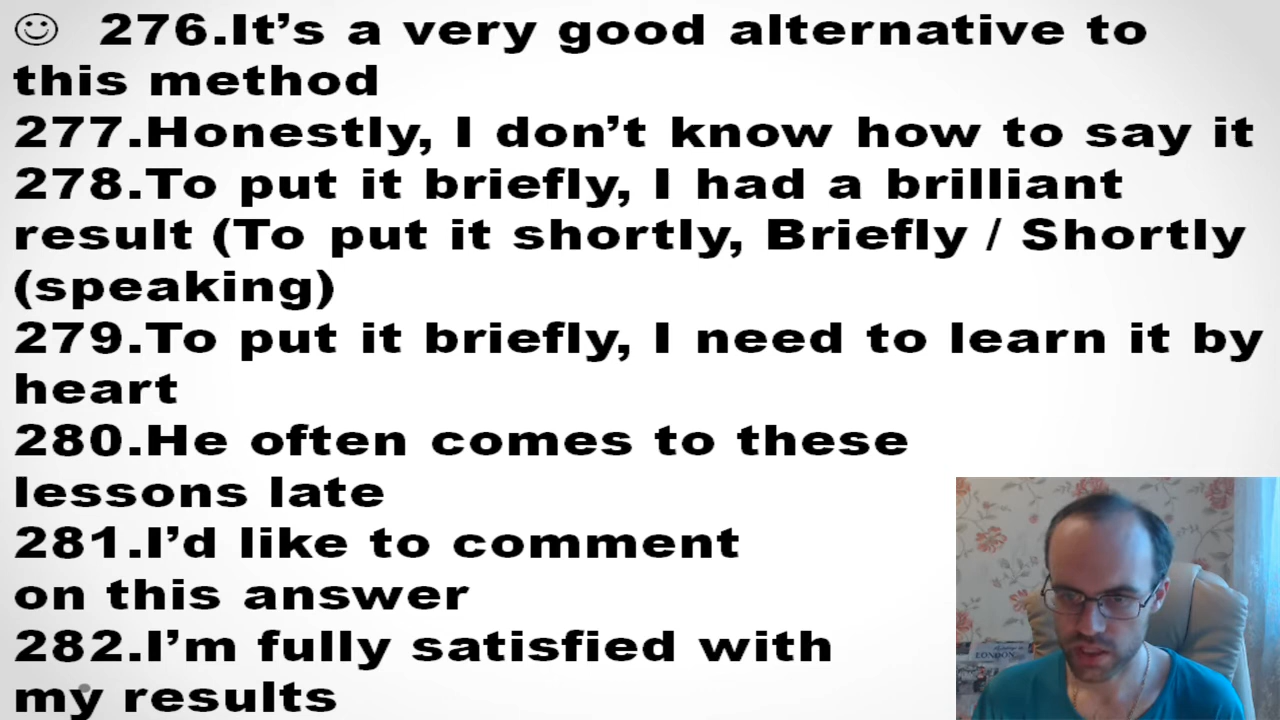 ☺ 276.It’s a very good alternative to
this method
277.Honestly, I don’t know how to say it
278.To put it briefly, I had a brilliant
result (To put it shortly, Briefly / Shortly
(speaking)
279.To put it briefly, I need to learn it by
heart
280.He often comes to these
lessons late
281.I’d like to comment
on this answer
282.I’m fully satisfied with
my results
LONDON